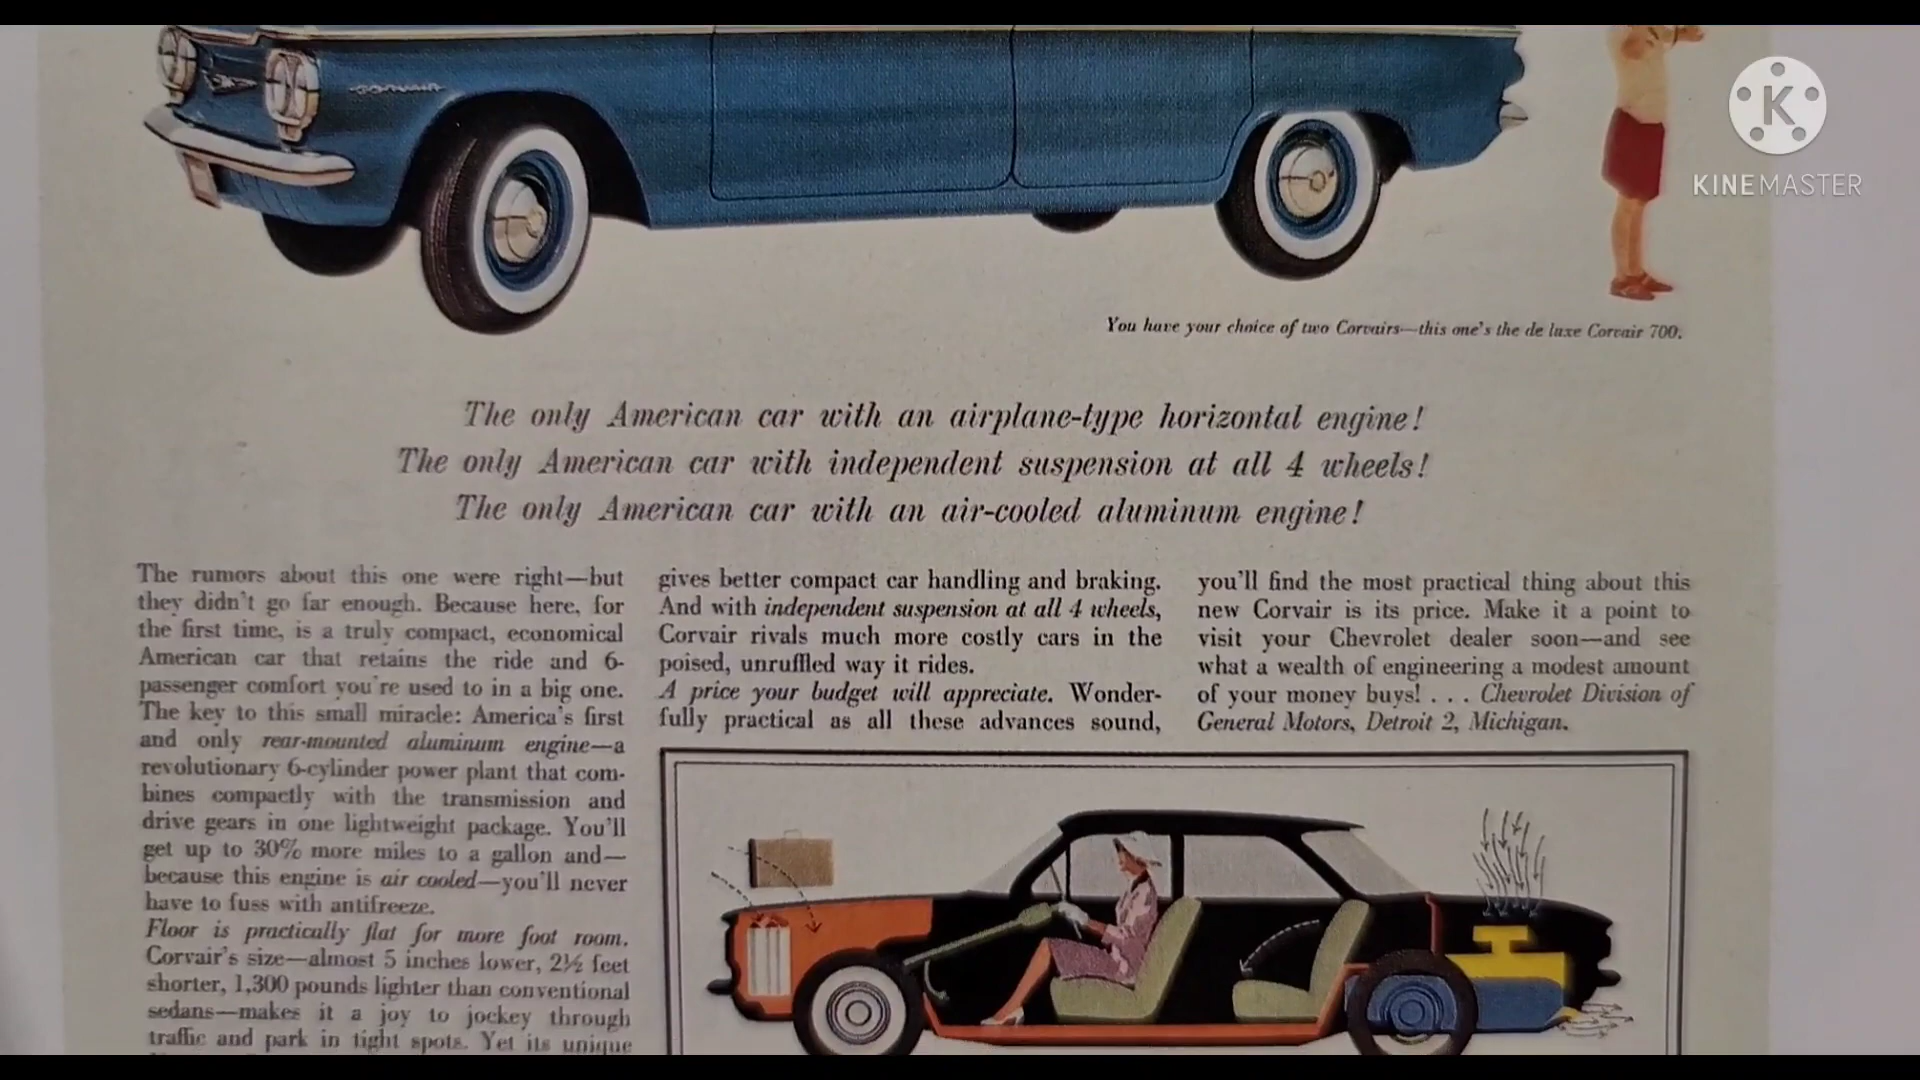 corvair
K
KINEMASTER
You have your choice of two Corvairs—this one's the de luxe Corvair 700.
The only American car with an airplane-type horizontal engine!
The only American car with independent suspension at all 4 wheels!
The only American car with an air-cooled aluminum engine!
The rumors about this one were right—but
they didn't go far enough. Because here, for
the first time, is a truly compact, economical
American car that retains the ride and 6-
passenger comfort you're used to in a big one.
The key to this small miracle: America's first
and only rear-mounted aluminum engine—a
revolutionary 6-cylinder power plant that com-
bines compactly with the transmission and
drive gears in one lightweight package. You'll
get up to 30% more miles to a gallon and—
because this engine is air cooled—you'll never
have to fuss with antifreeze.
Floor is practically flat for more foot room.
Corvair's size—almost 5 inches lower, 2½ feet
shorter, 1,300 pounds lighter than conventional
sedans—makes it a joy to jockey through
traffic and park in tight spots. Yet its unique
gives better compact car handling and braking.
And with independent suspension at all 4 wheels,
Corvair rivals much more costly cars in the
poised, unruffled way it rides.
A price your budget will appreciate. Wonder-
fully practical as all these advances sound,
you'll find the most practical thing about this
new Corvair is its price. Make it a point to
visit your Chevrolet dealer soon—and see
what a wealth of engineering a modest amount
of your money buys! . . . Chevrolet Division of
General Motors, Detroit 2, Michigan.